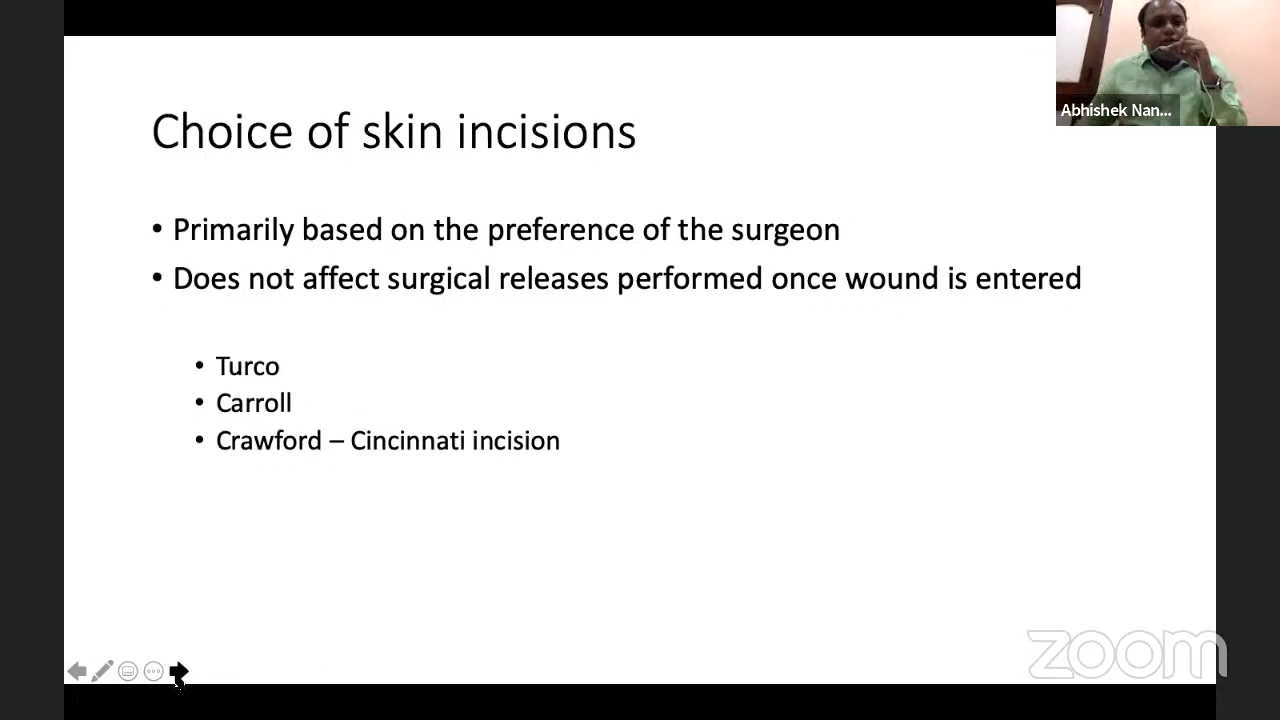 Abhishek Nan...
Choice of skin incisions
• Primarily based on the preference of the surgeon
• Does not affect surgical releases performed once wound is entered
• Turco
• Carroll
• Crawford – Cincinnati incision
zoom